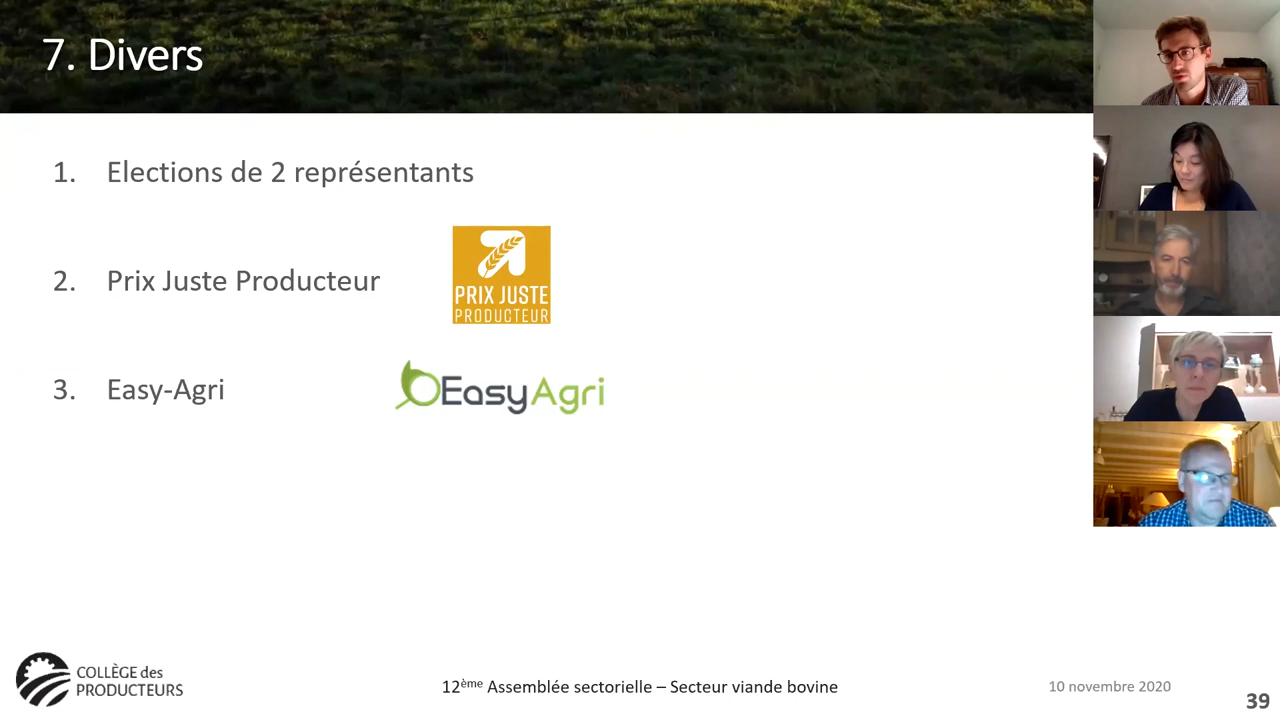 7. Divers
1. Elections de 2 représentants
2. Prix Juste Producteur
PRIX JUSTE
PRODUCTEUR
3. Easy-Agri
EasyAgri
COLLÈGE des
PRODUCTEURS
12ème Assemblée sectorielle – Secteur viande bovine
10 novembre 2020
39